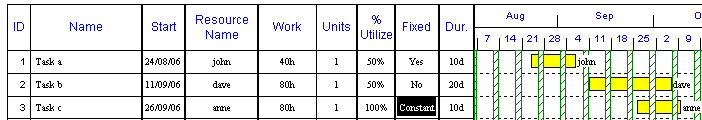 ID Name Start Resource Name Work Units % Utilize Fixed Dur. Aug Sep O
7 14 21 28 4 11 18 25 2 9
1 Task a 24/08/06 john 40h 1 50% Yes 10d john
2 Task b 11/09/06 dave 80h 1 50% No 20d dave
3 Task c 26/09/06 anne 80h 1 100% Constant 10d anne